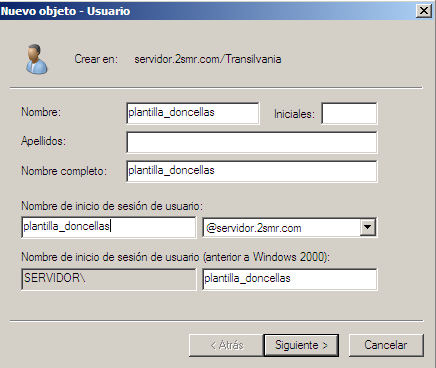 Nuevo objeto - Usuario
Crear en: servidor.2smr.com/Transilvania
Nombre: plantilla_doncellas Iniciales:
Apellidos:
Nombre completo: plantilla_doncellas
Nombre de inicio de sesión de usuario:
plantilla_doncellas @servidor.2smr.com
Nombre de inicio de sesión de usuario (anterior a Windows 2000):
SERVIDOR\ plantilla_doncellas
< Atrás Siguiente > Cancelar